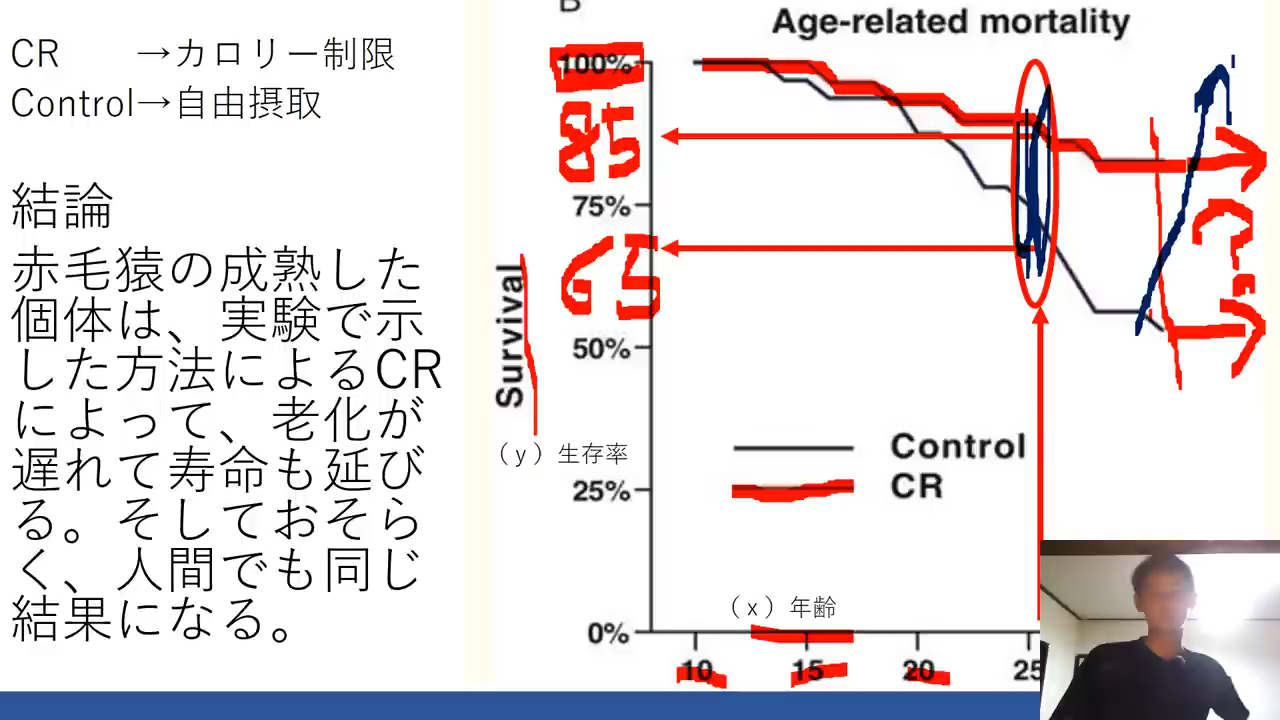 CR →カロリー制限
Control→自由摂取
結論
赤毛猿の成熟した
個体は、実験で示
した方法によるCR
によって、老化が
遅れて寿命も延び
る。そしておそら
く、人間でも同じ
結果になる。
B
Age-related mortality
100%
85
75%
65
50%
25%
0%
Survival
（y）生存率
Control
CR
（x）年齢
10 15 20 25